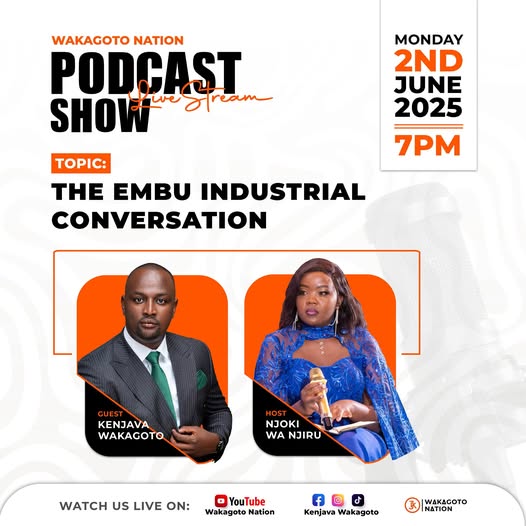 WAKAGOTO NATION
PODCAST
SHOW
Live Stream
MONDAY
2ND
JUNE
2025
7PM
TOPIC:
THE EMBU INDUSTRIAL
CONVERSATION
GUEST
KENJAVA
WAKAGOTO
HOST
NJOKI
WA NJIRU
WATCH US LIVE ON:
YouTube
Wakagoto Nation
Kenjava Wakagoto
WAKAGOTO
NATION